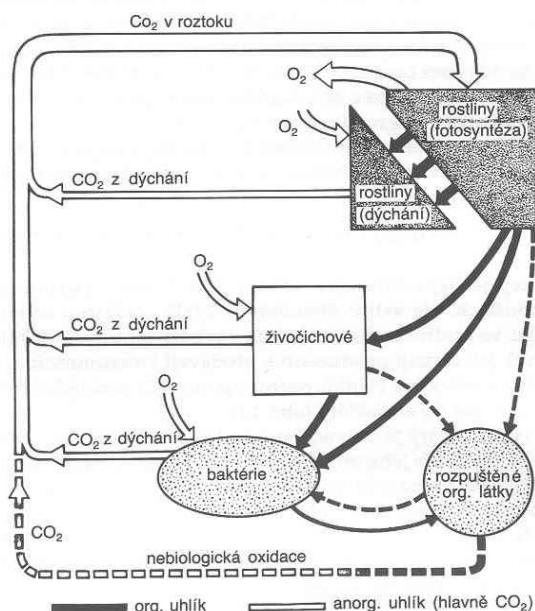 Co₂ v roztoku
O₂
rostliny
(fotosyntéza)
O₂
CO₂ z dýchání
rostliny
(dýchání)
O₂
CO₂ z dýchání
živočichové
O₂
CO₂ z dýchání
baktérie
rozpuštěné
org. látky
CO₂
nebiologická oxidace
org. uhlík
anorg. uhlík (hlavně CO₂)